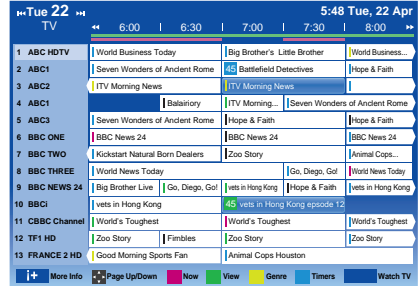 Tue 22
5:48 Tue, 22 Apr
TV 6:00 6:30 7:00 7:30 8:00
1 ABC HDTV World Business Today Big Brother's Little Brother World Business...
2 ABC1 Seven Wonders of Ancient Rome 45 Battlefield Detectives Hope & Faith
3 ABC2 ITV Morning News ITV Morning News
4 ABC1 Balairiory ITV Morning... Seven Wonders of Ancient Rome
5 ABC3 Seven Wonders of Ancient Rome Hope & Faith Hope & Faith
6 BBC ONE BBC News 24 BBC News 24 BBC News 24
7 BBC TWO Kickstart Natural Born Dealers Zoo Story Animal Cops...
8 BBC THREE World News Today Go, Diego, Go! World News Today
9 BBC NEWS 24 Big Brother Live Go, Diego, Go! vets in Hong Kong Hope & Faith vets in Hong Kong
10 BBCi vets in Hong Kong 45 vets in Hong Kong episode 12
11 CBBC Channel World's Toughest World's Toughest World's Toughest
12 TF1 HD Zoo Story Fimbles Zoo Story Zoo Story
13 FRANCE 2 HD Good Morning Sports Fan Animal Cops Houston
i+ More Info Page Up/Down Now View Genre Timers Watch TV